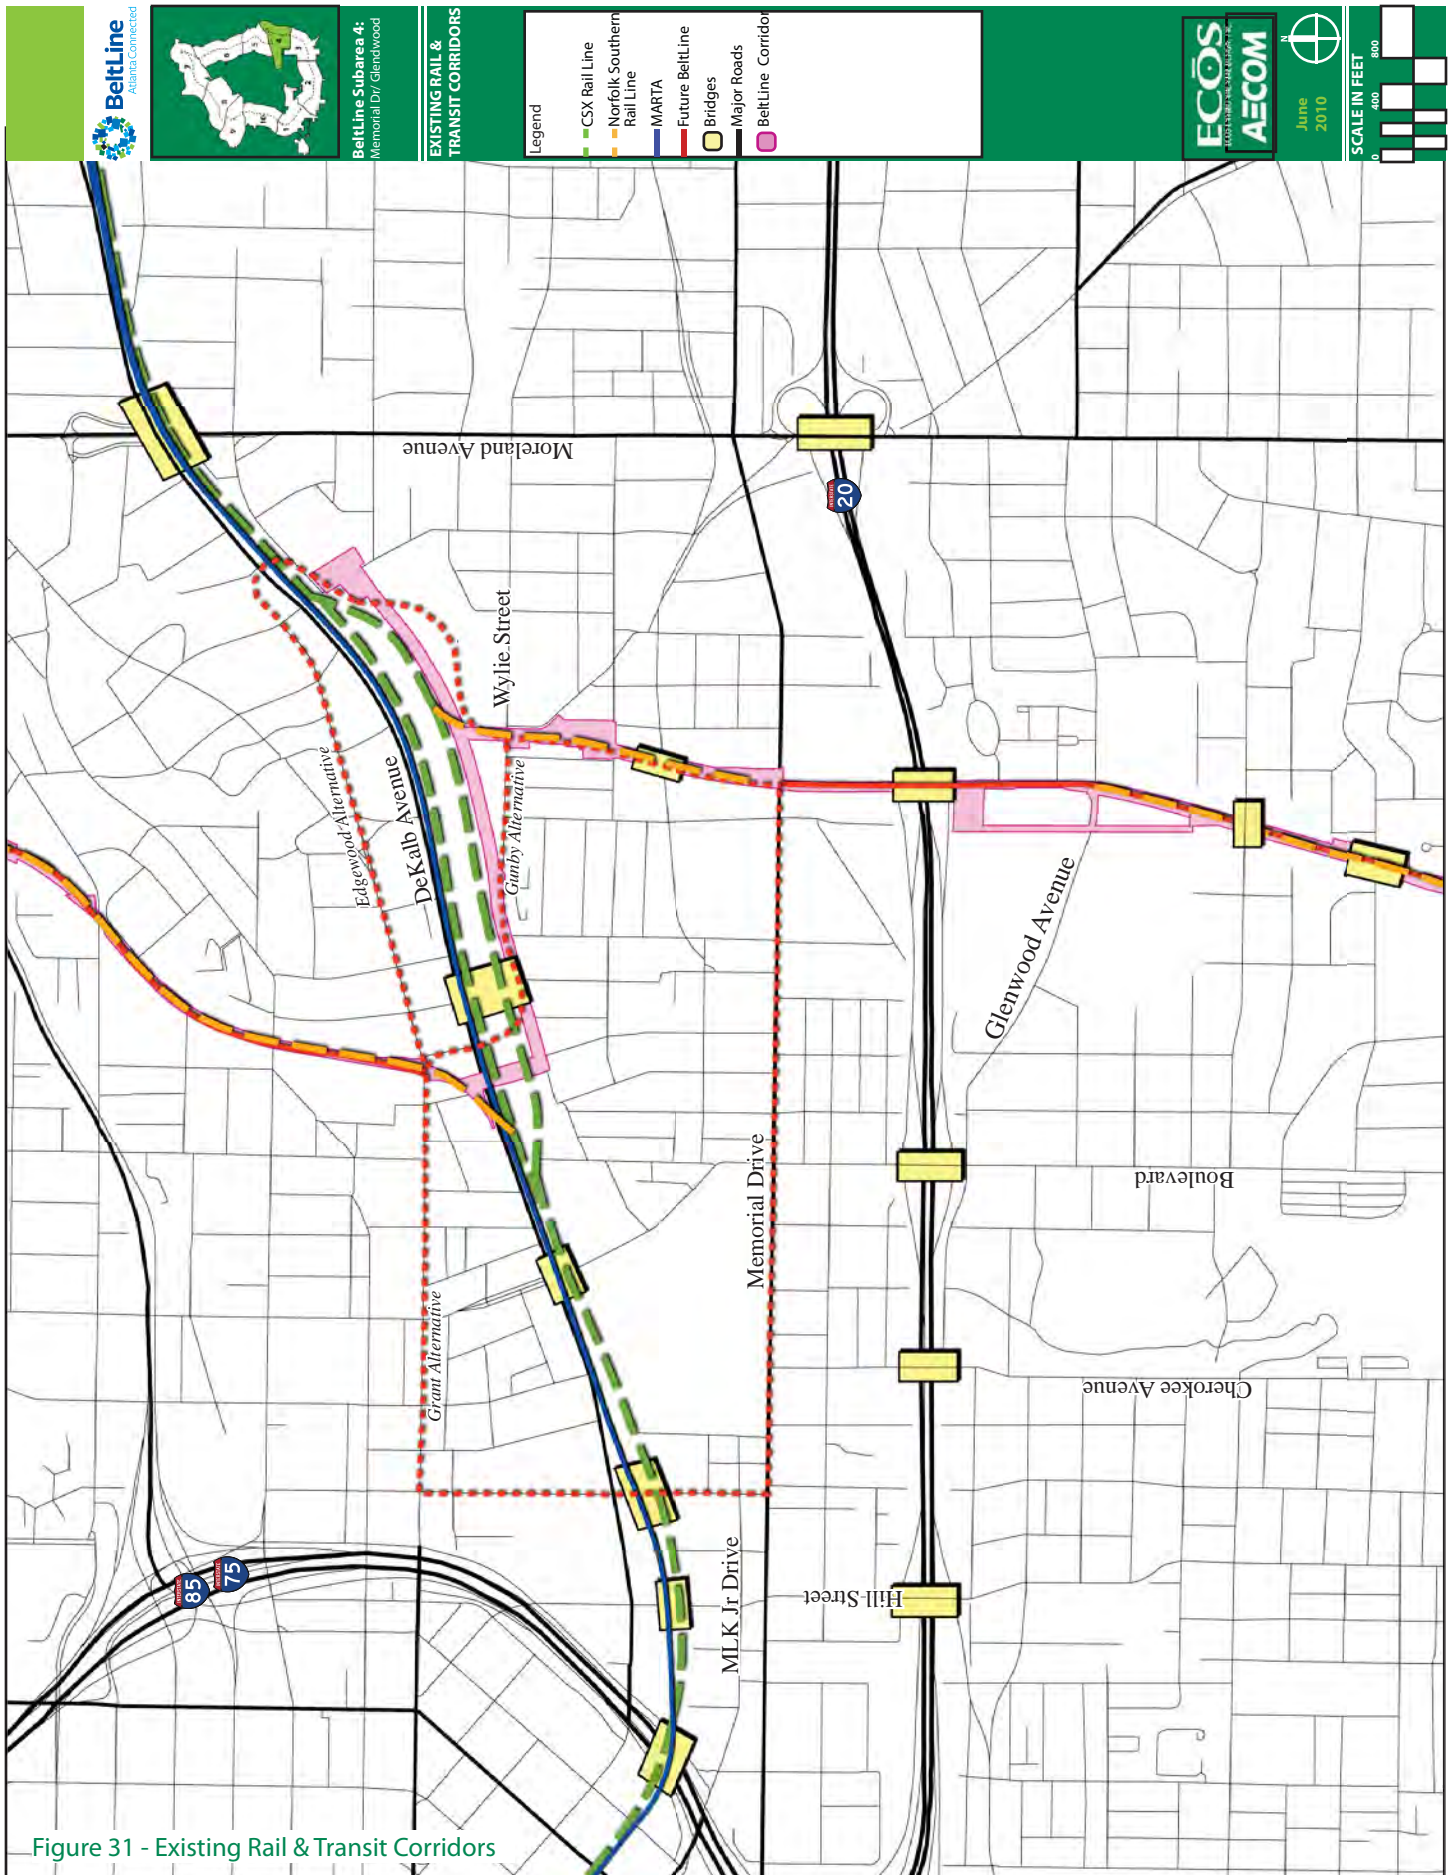 BeltLine
Atlanta Connected
BeltLine Subarea 4:
Memorial Dr/ Glendwood
EXISTING RAIL &
TRANSIT CORRIDORS
Legend
CSX Rail Line
Norfolk Southern
Rail Line
MARTA
Future BeltLine
Bridges
Major Roads
BeltLine Corridor
ECOS
AECOM
June
2010
N
SCALE IN FEET
0
400
800
Moreland Avenue
20
Wylie Street
Edgewood Alternative
DeKalb Avenue
Gunby Alternative
Glenwood Avenue
Memorial Drive
Boulevard
Grant Alternative
Cherokee Avenue
85
75
MLK Jr Drive
Hill Street
Figure 31 - Existing Rail & Transit Corridors